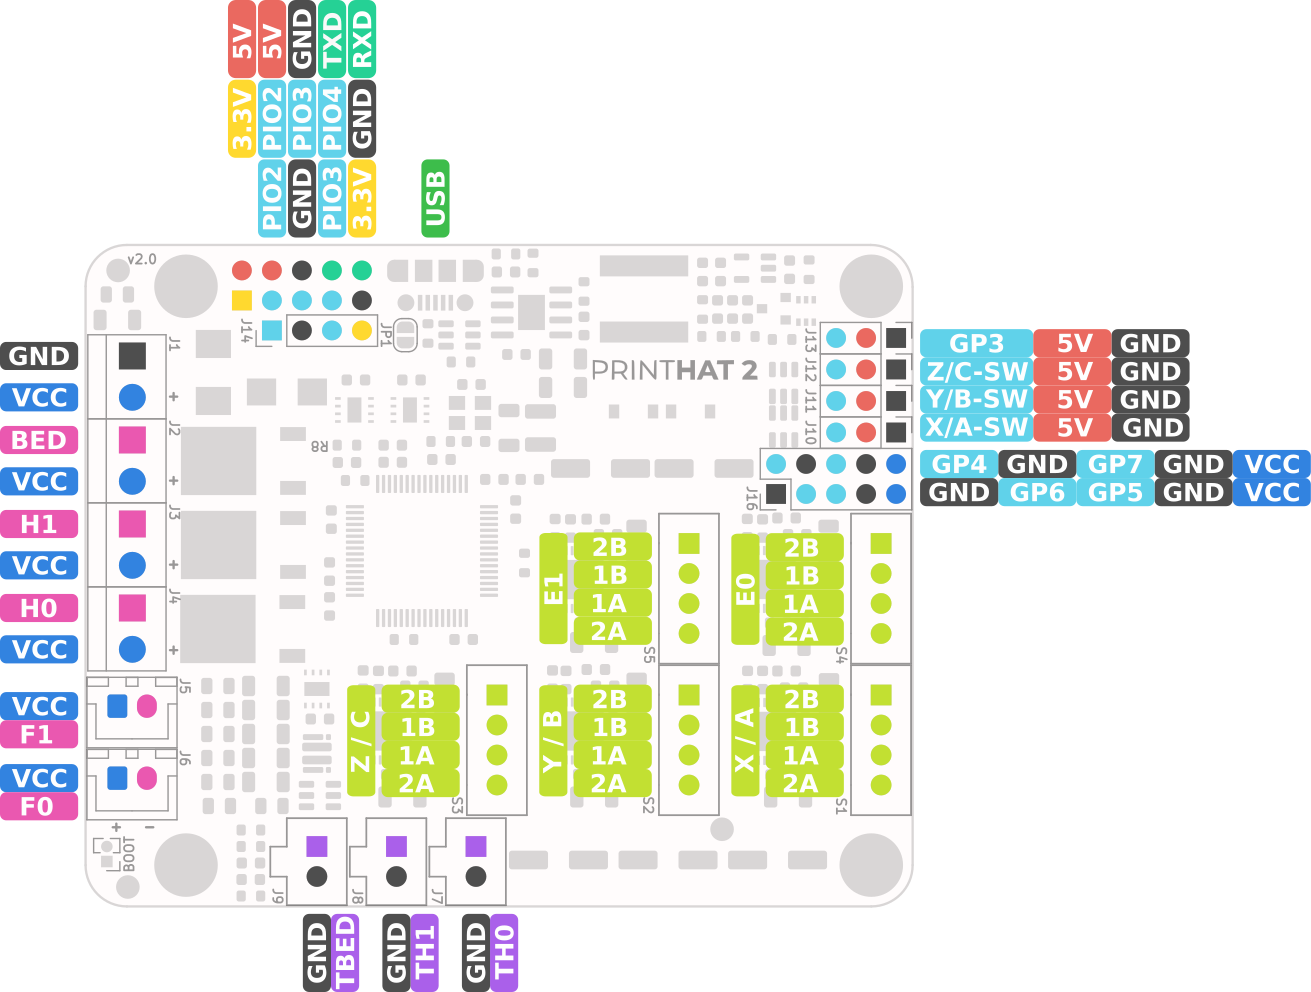 5V 5V GND TXD RXD
3.3V PIO2 PIO3 PIO4 GND
PIO2 GND PIO3 3.3V
USB
v2.0
J14
JP1
PRINTHAT 2
J1
GND
VCC
+
J2
BED
VCC
+
R8
J3
H1
VCC
+
J4
H0
VCC
+
J5
VCC
F1
J6
VCC
F0
+ −
BOOT
J13
GP3 5V GND
J12
Z/C-SW 5V GND
J11
Y/B-SW 5V GND
J10
X/A-SW 5V GND
GP4 GND GP7 GND VCC
J16
GND GP6 GP5 GND VCC
E1
2B
1B
1A
2A
S5
E0
2B
1B
1A
2A
S4
Z / C
2B
1B
1A
2A
S3
Y / B
2B
1B
1A
2A
S2
X / A
2B
1B
1A
2A
S1
J9
J8
J7
GND TBED
GND TH1
GND TH0